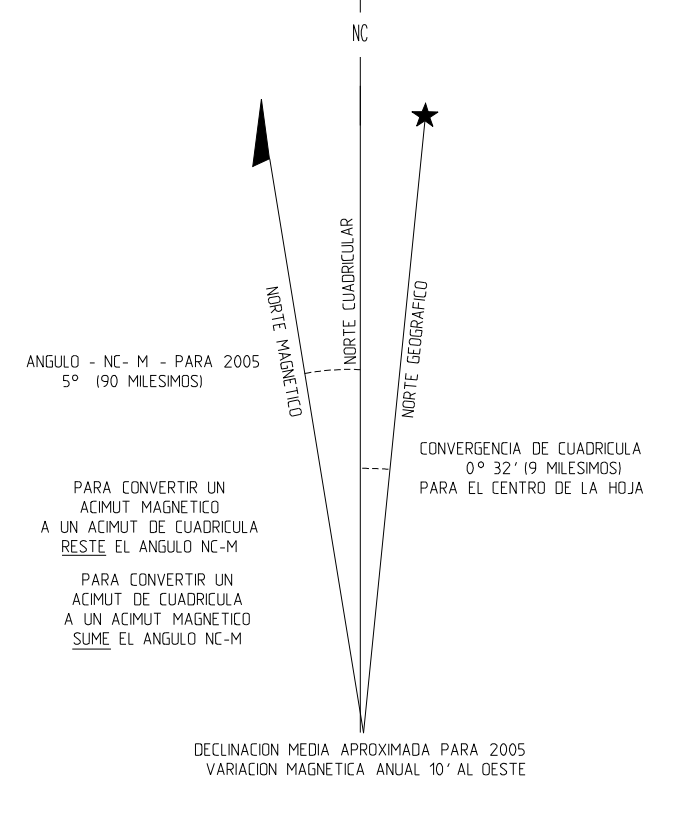 NC
NORTE CUADRICULAR
NORTE GEOGRAFICO
NORTE MAGNETICO
ANGULO - NC- M - PARA 2005
5° (90 MILESIMOS)
CONVERGENCIA DE CUADRICULA
0° 32' (9 MILESIMOS)
PARA EL CENTRO DE LA HOJA
PARA CONVERTIR UN
ACIMUT MAGNETICO
A UN ACIMUT DE CUADRICULA
RESTE EL ANGULO NC-M
PARA CONVERTIR UN
ACIMUT DE CUADRICULA
A UN ACIMUT MAGNETICO
SUME EL ANGULO NC-M
DECLINACION MEDIA APROXIMADA PARA 2005
VARIACION MAGNETICA ANUAL 10' AL OESTE